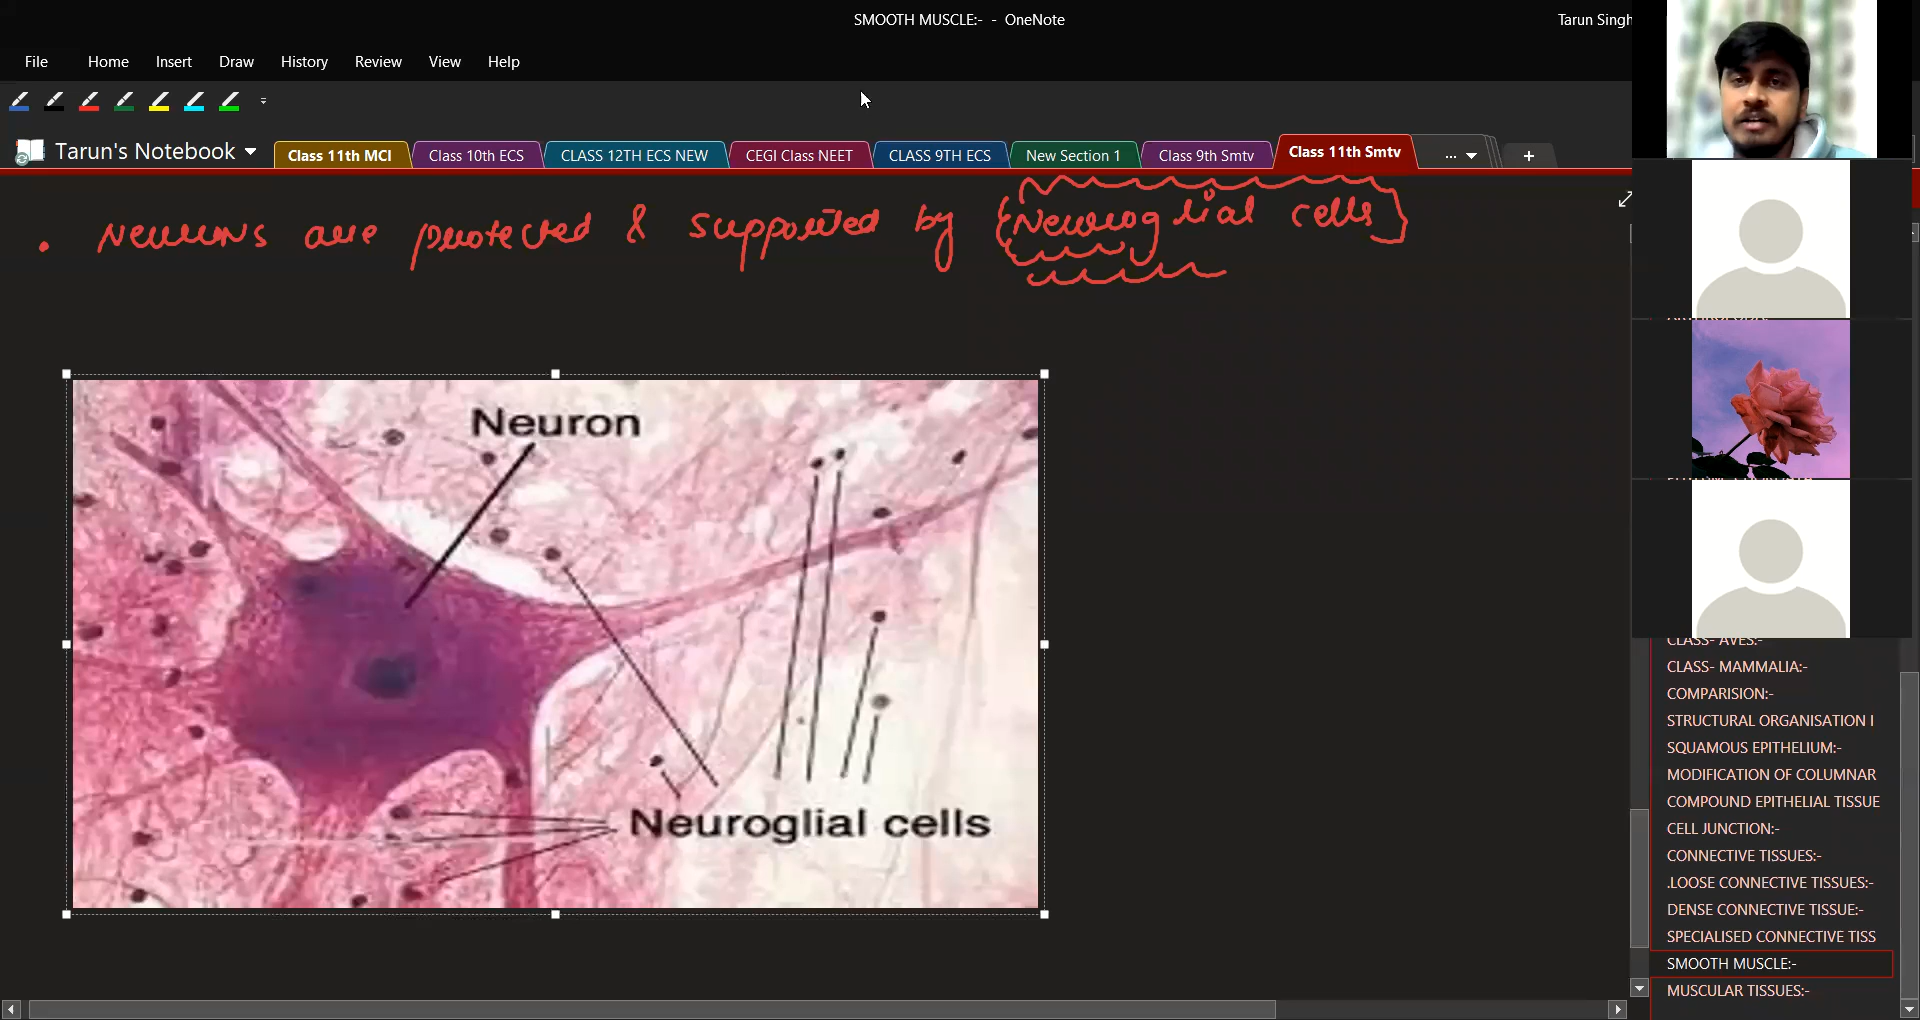 SMOOTH MUSCLE:- - OneNote
Tarun Singh
File Home Insert Draw History Review View Help
Tarun's Notebook
Class 11th MCI
Class 10th ECS
CLASS 12TH ECS NEW
CEGI Class NEET
CLASS 9TH ECS
New Section 1
Class 9th Smtv
Class 11th Smtv
...
+
. Neurons are protected & supported by {Neuroglial cells}
Neuron
Neuroglial cells
CLASS- AVES:-
CLASS- MAMMALIA:-
COMPARISION:-
STRUCTURAL ORGANISATION I
SQUAMOUS EPITHELIUM:-
MODIFICATION OF COLUMNAR
COMPOUND EPITHELIAL TISSUE
CELL JUNCTION:-
CONNECTIVE TISSUES:-
.LOOSE CONNECTIVE TISSUES:-
DENSE CONNECTIVE TISSUE:-
SPECIALISED CONNECTIVE TISS
SMOOTH MUSCLE:-
MUSCULAR TISSUES:-